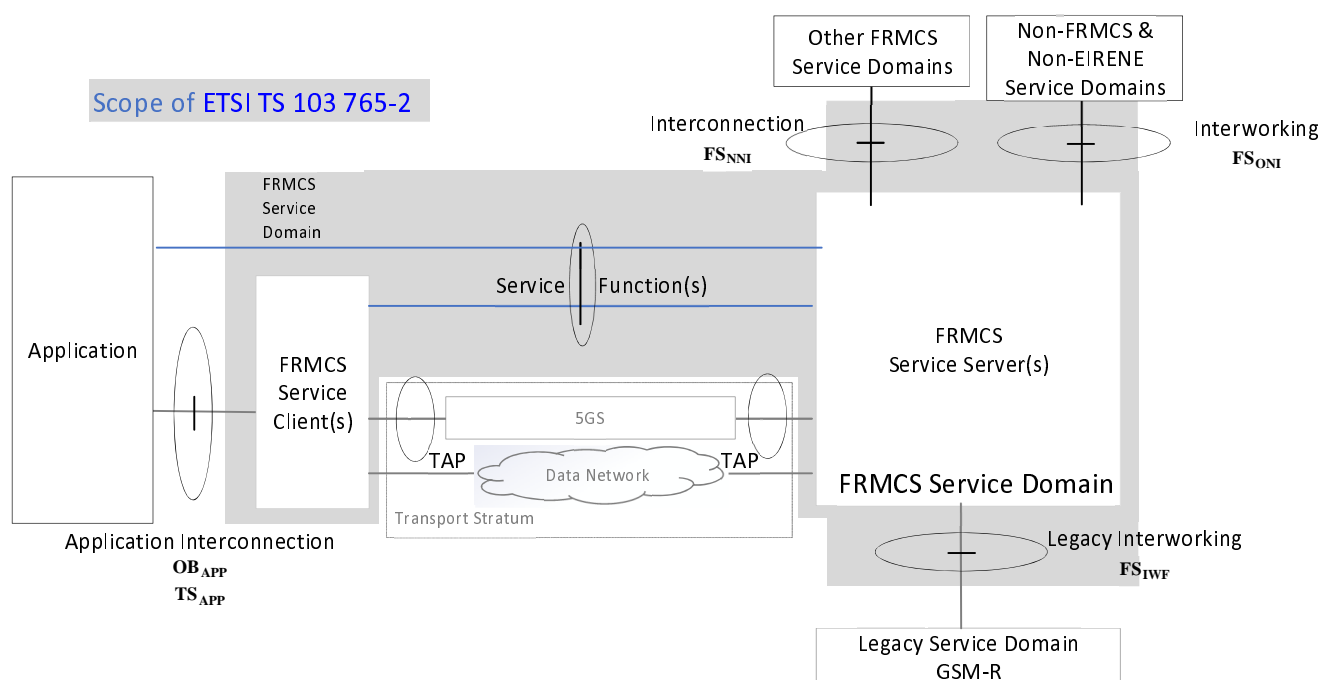 Other FRMCS
Service Domains
Non-FRMCS &
Non-EIRENE
Service Domains
Scope of ETSI TS 103 765-2
Interconnection
FSNNI
Interworking
FSONI
FRMCS
Service
Domain
Service Function(s)
Application
FRMCS
Service
Client(s)
FRMCS
Service Server(s)
5GS
TAP
TAP
Data Network
Transport Stratum
FRMCS Service Domain
Application Interconnection
OBAPP
TSAPP
Legacy Interworking
FSIWF
Legacy Service Domain
GSM-R